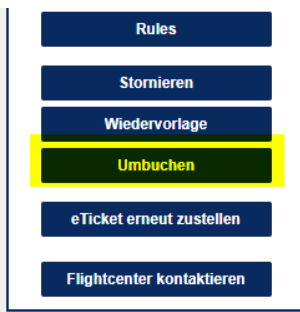 Rules
Stornieren
Wiedervorlage
Umbuchen
eTicket erneut zustellen
Flightcenter kontaktieren